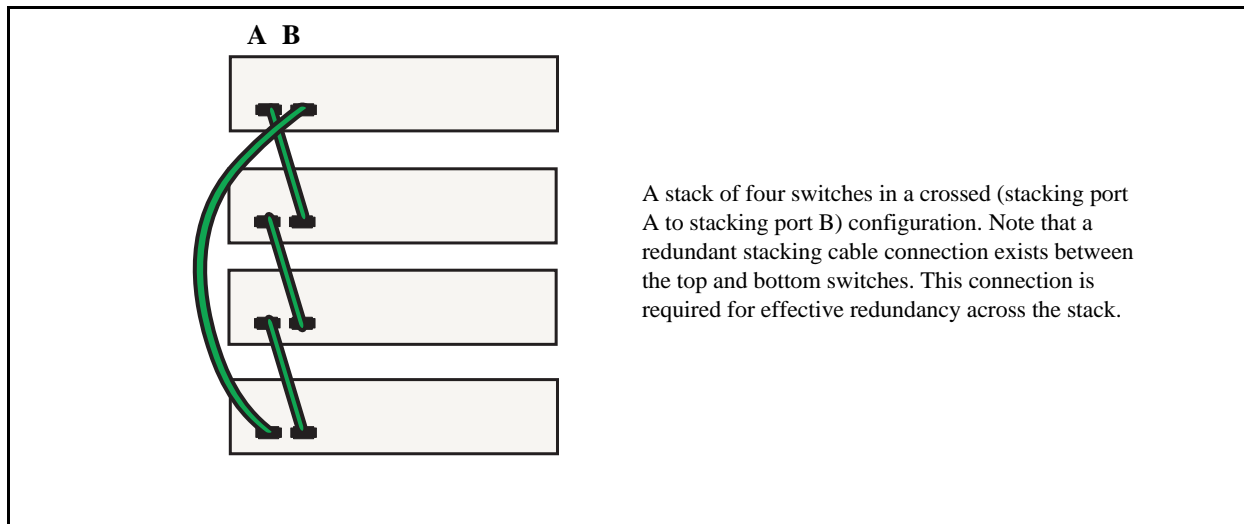 A B
A stack of four switches in a crossed (stacking port
A to stacking port B) configuration. Note that a
redundant stacking cable connection exists between
the top and bottom switches. This connection is
required for effective redundancy across the stack.